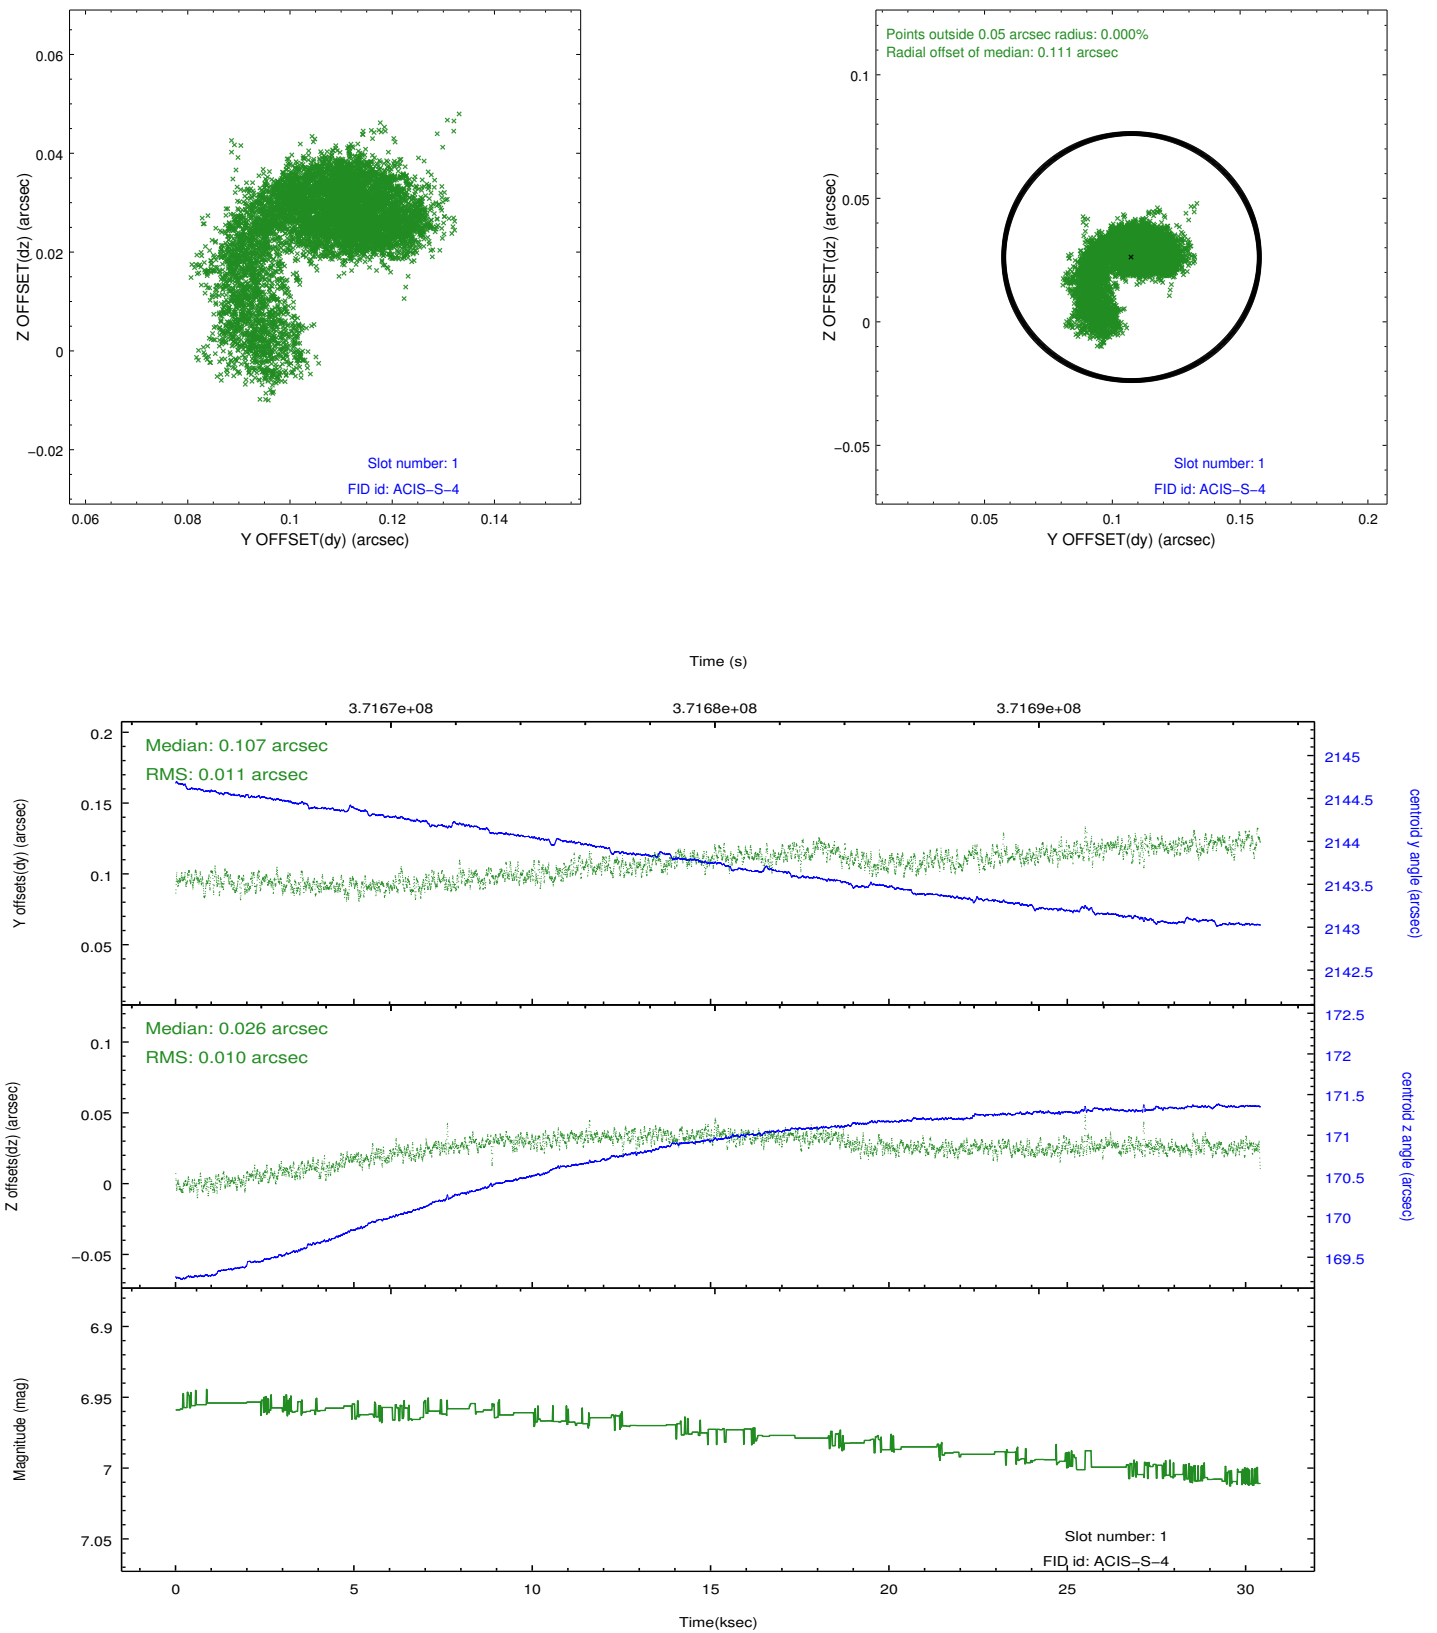 0.06
0.04
0.02
0
−0.02
Z OFFSET(dz) (arcsec)
Slot number: 1
FID id: ACIS−S−4
0.06
0.08
0.1
0.12
0.14
Y OFFSET(dy) (arcsec)
Points outside 0.05 arcsec radius: 0.000%
Radial offset of median: 0.111 arcsec
0.1
0.05
0
−0.05
Z OFFSET(dz) (arcsec)
Slot number: 1
FID id: ACIS−S−4
0.05
0.1
0.15
0.2
Y OFFSET(dy) (arcsec)
Time (s)
3.7167e+08
3.7168e+08
3.7169e+08
Median: 0.107 arcsec
RMS: 0.011 arcsec
0.2
0.15
0.1
0.05
Y offsets(dy) (arcsec)
2145
2144.5
2144
2143.5
2143
2142.5
centroid y angle (arcsec)
Median: 0.026 arcsec
RMS: 0.010 arcsec
0.1
0.05
0
−0.05
Z offsets(dz) (arcsec)
172.5
172
171.5
171
170.5
170
169.5
centroid z angle (arcsec)
6.9
6.95
7
7.05
Magnitude (mag)
Slot number: 1
FID id: ACIS−S−4
0
5
10
15
20
25
30
Time(ksec)